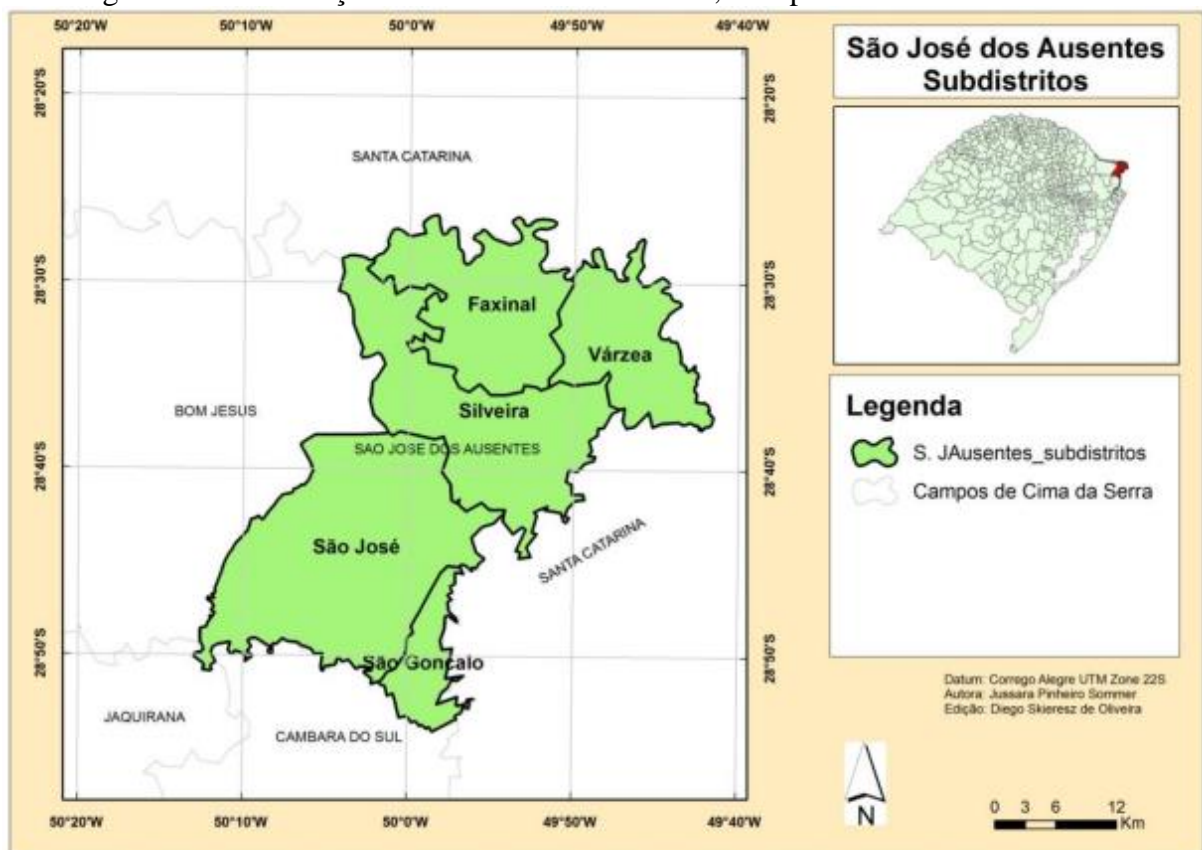 50°20'W 50°10'W 50°0'W 49°50'W 49°40'W
28°20'S 28°20'S
São José dos Ausentes
Subdistritos
SANTA CATARINA
28°30'S 28°30'S
Faxinal
Várzea
BOM JESUS
Silveira
SAO JOSE DOS AUSENTES
28°40'S 28°40'S
São José
SANTA CATARINA
28°50'S 28°50'S
São Gonçalo
JAQUIRANA
CAMBARA DO SUL
50°20'W 50°10'W 50°0'W 49°50'W 49°40'W
Legenda
S. JAusentes_subdistritos
Campos de Cima da Serra
Datum: Corrego Alegre UTM Zone 22S
Autora: Jussara Pinheiro Sommer
Edição: Diego Skieresz de Oliveira
N
0 3 6 12
Km